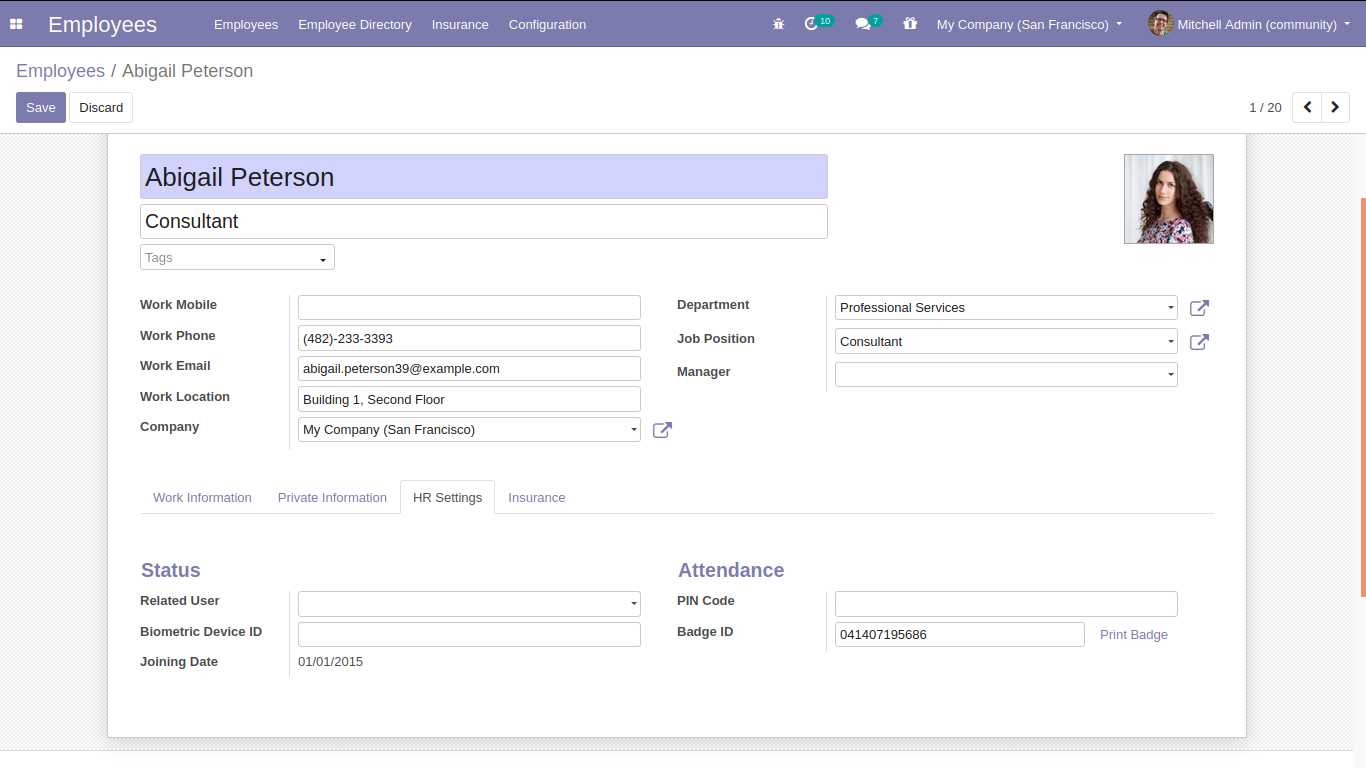 Employees Employees Employee Directory Insurance Configuration 10 7 My Company (San Francisco) Mitchell Admin (community)
Employees / Abigail Peterson
Save Discard 1 / 20
Abigail Peterson
Consultant
Tags
Work Mobile
Work Phone (482)-233-3393
Work Email abigail.peterson39@example.com
Work Location Building 1, Second Floor
Company My Company (San Francisco)
Department Professional Services
Job Position Consultant
Manager
Work Information Private Information HR Settings Insurance
Status
Related User
Biometric Device ID
Joining Date 01/01/2015
Attendance
PIN Code
Badge ID 041407195686 Print Badge